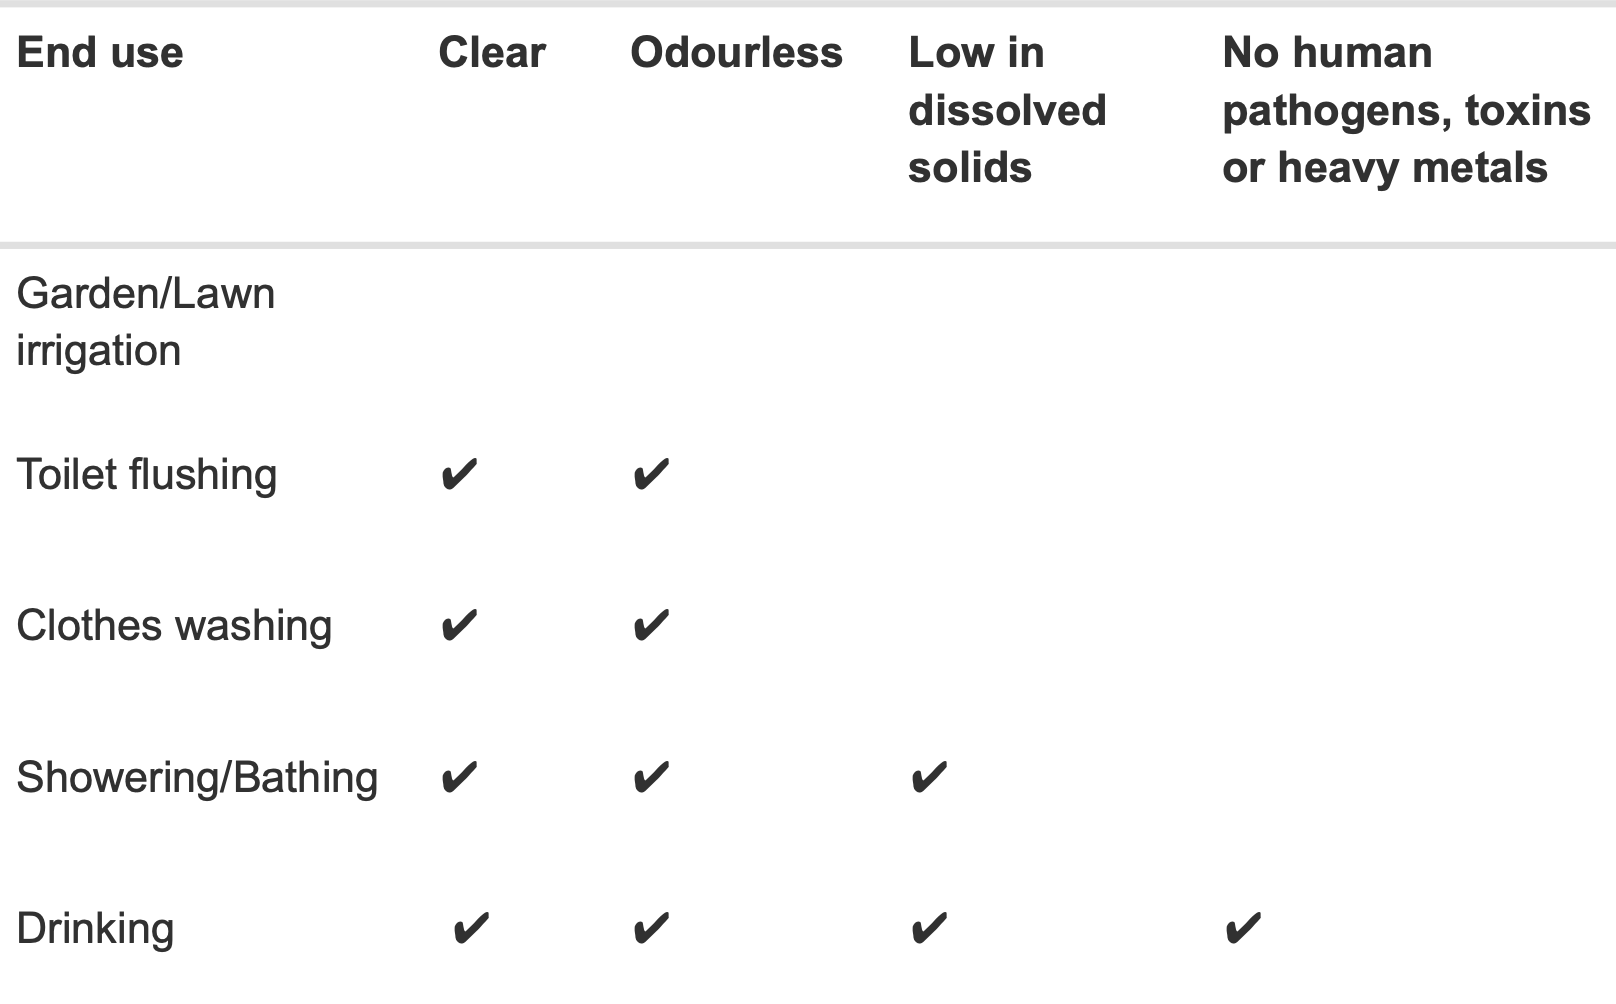 End use Clear Odourless Low in No human
dissolved pathogens, toxins
solids or heavy metals
Garden/Lawn
irrigation
Toilet flushing ✔ ✔
Clothes washing ✔ ✔
Showering/Bathing ✔ ✔ ✔
Drinking ✔ ✔ ✔ ✔